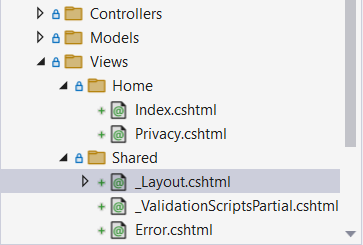 Controllers
Models
Views
Home
Index.cshtml
Privacy.cshtml
Shared
_Layout.cshtml
_ValidationScriptsPartial.cshtml
Error.cshtml